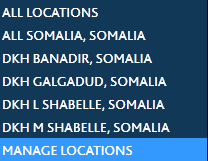 ALL LOCATIONS
ALL SOMALIA, SOMALIA
DKH BANADIR, SOMALIA
DKH GALGADUD, SOMALIA
DKH L SHABELLE, SOMALIA
DKH M SHABELLE, SOMALIA
MANAGE LOCATIONS